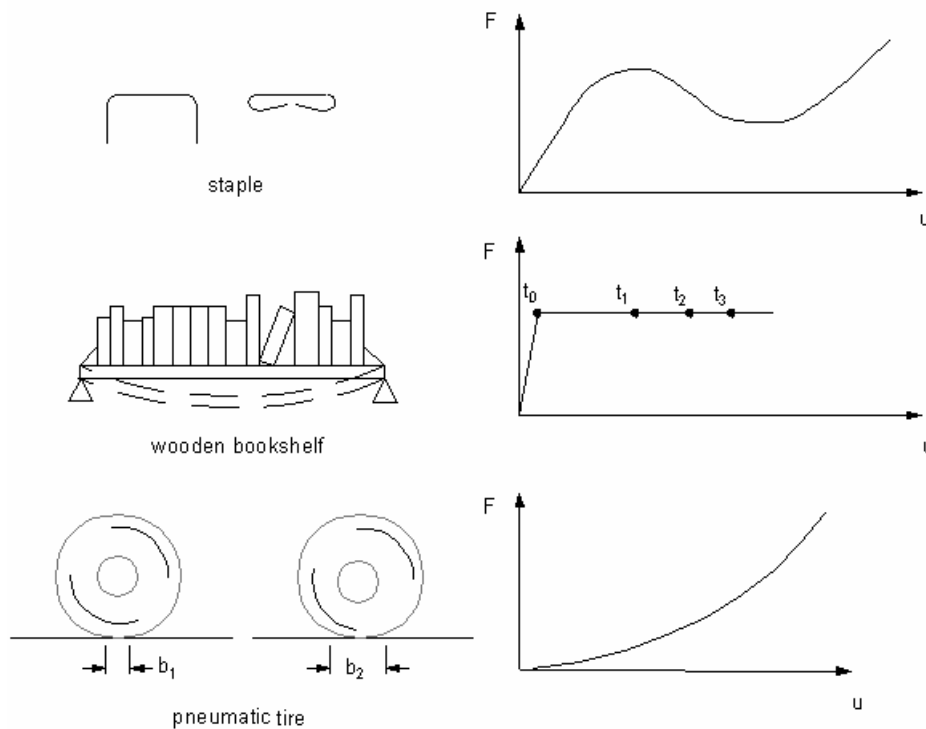 F
u
staple
F
t0 t1 t2 t3
u
wooden bookshelf
F
b1 b2
u
pneumatic tire